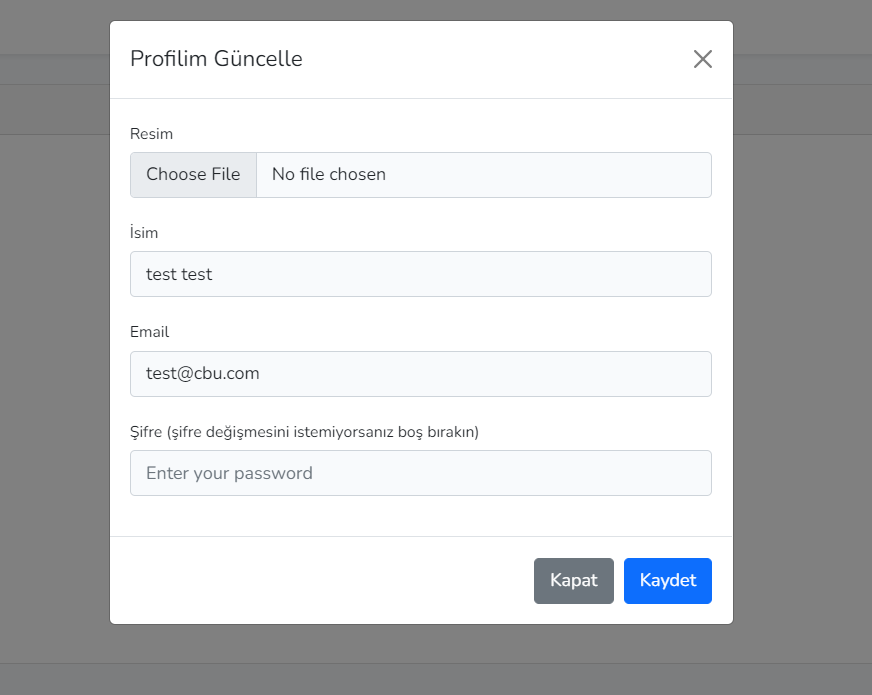 Profilim Güncelle
Resim
Choose File No file chosen
İsim
test test
Email
test@cbu.com
Şifre (şifre değişmesini istemiyorsanız boş bırakın)
Enter your password
Kapat Kaydet